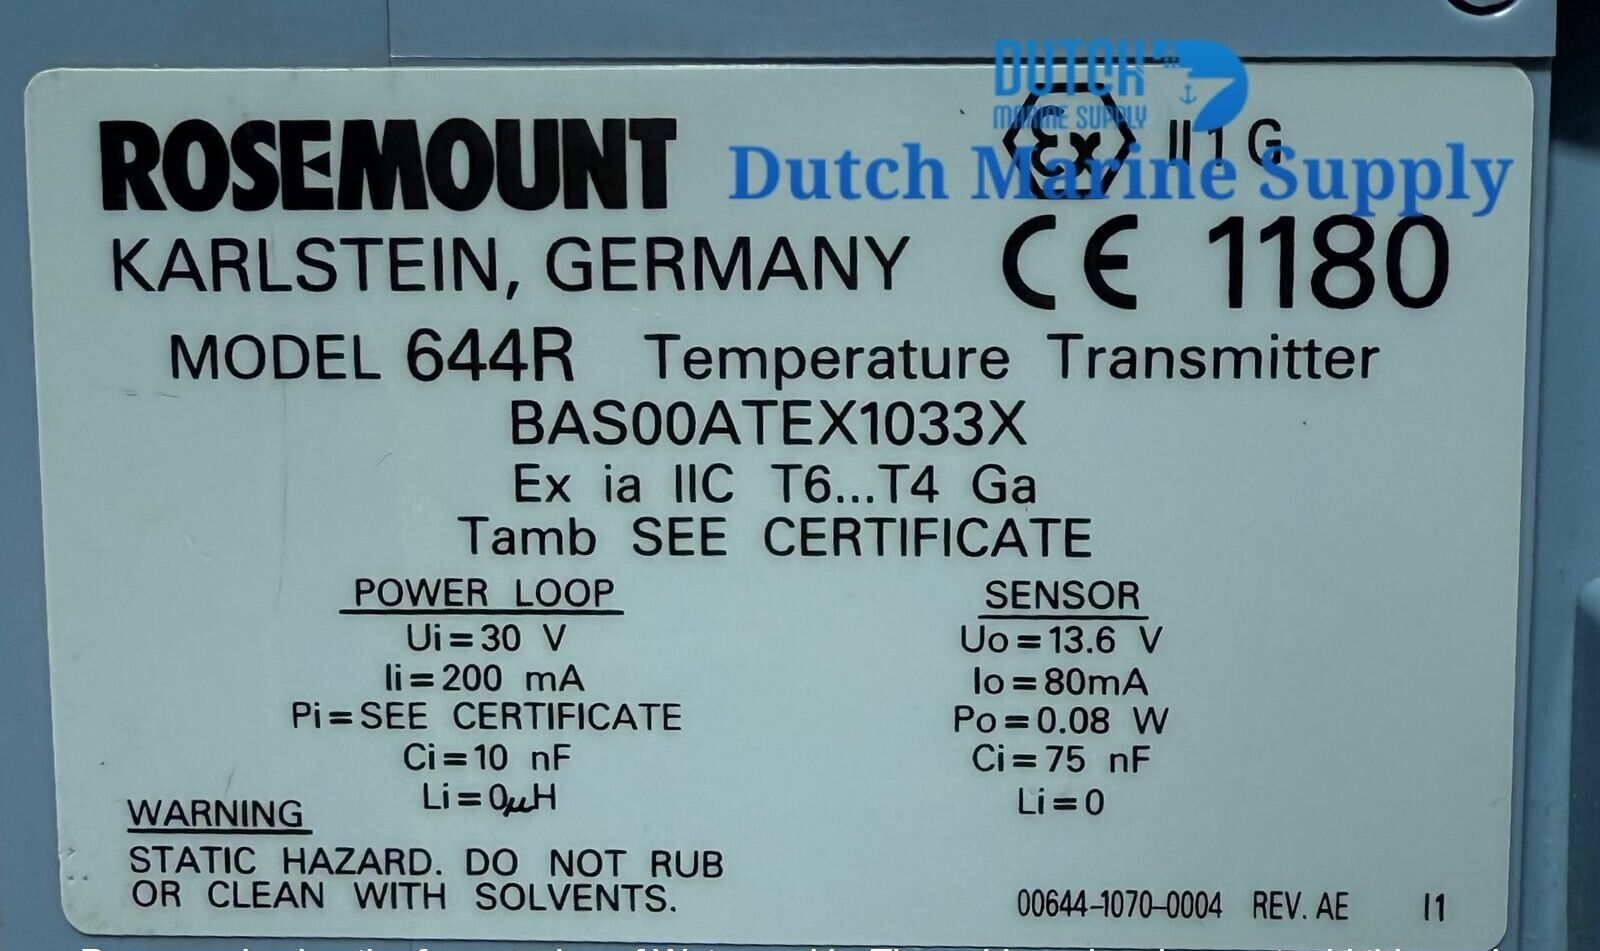 DUTCH
MARINE SUPPLY
Dutch Marine Supply
ROSEMOUNT
Ex II 1 G
KARLSTEIN, GERMANY
CE 1180
MODEL 644R Temperature Transmitter
BAS00ATEX1033X
Ex ia IIC T6...T4 Ga
Tamb SEE CERTIFICATE
POWER LOOP
Ui=30 V
Ii=200 mA
Pi=SEE CERTIFICATE
Ci=10 nF
Li=0μH
SENSOR
Uo=13.6 V
Io=80mA
Po=0.08 W
Ci=75 nF
Li=0
WARNING
STATIC HAZARD. DO NOT RUB
OR CLEAN WITH SOLVENTS.
00644-1070-0004 REV. AE I1